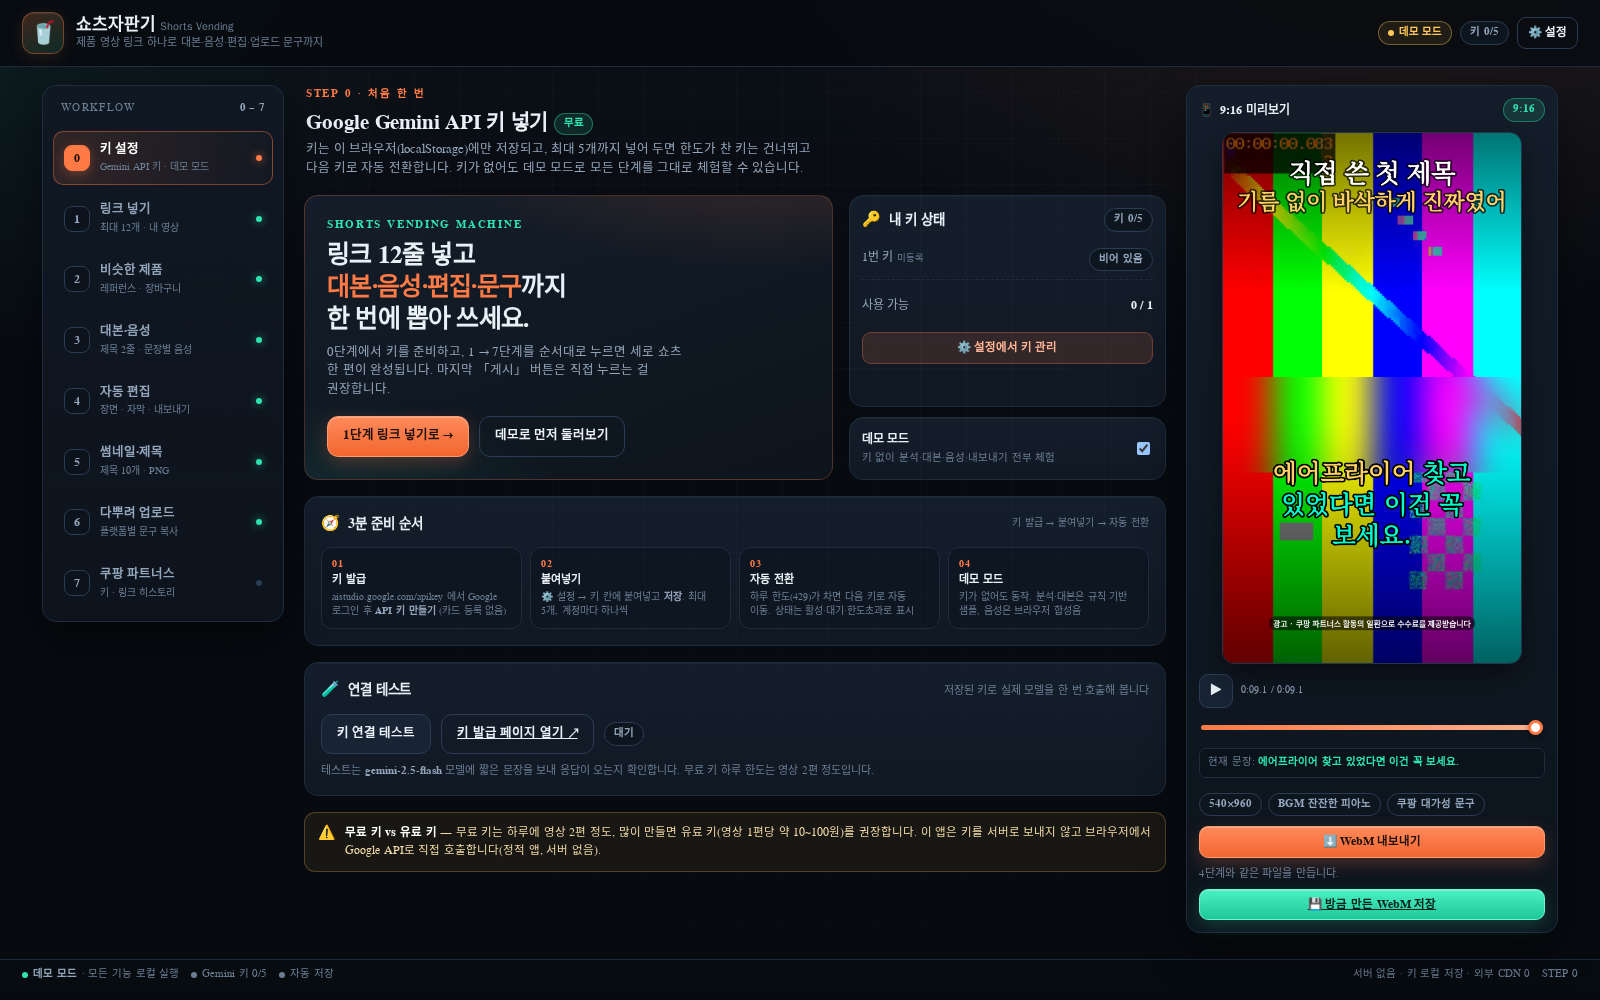 쇼츠자판기 Shorts Vending
제품 영상 링크 하나로 대본·음성·편집·업로드 문구까지
데모 모드
키 0/5
⚙️ 설정
WORKFLOW
0 – 7
0
키 설정
Gemini API 키 · 데모 모드
1
링크 넣기
최대 12개 · 내 영상
2
비슷한 제품
레퍼런스 · 장바구니
3
대본·음성
제목 2줄 · 문장별 음성
4
자동 편집
장면 · 자막 · 내보내기
5
썸네일·제목
제목 10개 · PNG
6
다뿌려 업로드
플랫폼별 문구 복사
7
쿠팡 파트너스
키 · 링크 히스토리
STEP 0 · 처음 한 번
Google Gemini API 키 넣기 무료
키는 이 브라우저(localStorage)에만 저장되고, 최대 5개까지 넣어 두면 한도가 찬 키는 건너뛰고
다음 키로 자동 전환합니다. 키가 없어도 데모 모드로 모든 단계를 그대로 체험할 수 있습니다.
SHORTS VENDING MACHINE
링크 12줄 넣고
대본·음성·편집·문구까지
한 번에 뽑아 쓰세요.
0단계에서 키를 준비하고, 1 → 7단계를 순서대로 누르면 세로 쇼츠
한 편이 완성됩니다. 마지막 「게시」 버튼은 직접 누르는 걸
권장합니다.
1단계 링크 넣기로 →
데모로 먼저 둘러보기
🔑 내 키 상태
키 0/5
1번 키 미등록
비어 있음
사용 가능
0 / 1
⚙️ 설정에서 키 관리
데모 모드
키 없이 분석·대본·음성·내보내기 전부 체험
🧭 3분 준비 순서
키 발급 → 붙여넣기 → 자동 전환
01
키 발급
aistudio.google.com/apikey 에서 Google
로그인 후 API 키 만들기 (카드 등록 없음)
02
붙여넣기
⚙️ 설정 → 키 칸에 붙여넣고 저장. 최대
5개, 계정마다 하나씩
03
자동 전환
하루 한도(429)가 차면 다음 키로 자동
이동. 상태는 활성·대기·한도초과로 표시
04
데모 모드
키가 없어도 동작. 분석·대본은 규칙 기반
샘플, 음성은 브라우저 합성음
🧪 연결 테스트
저장된 키로 실제 모델을 한 번 호출해 봅니다
키 연결 테스트
키 발급 페이지 열기 ↗
대기
테스트는 gemini-2.5-flash 모델에 짧은 문장을 보내 응답이 오는지 확인합니다. 무료 키 하루 한도는 영상 2편 정도입니다.
⚠️ 무료 키 vs 유료 키 — 무료 키는 하루에 영상 2편 정도, 많이 만들면 유료 키(영상 1편당 약 10~100원)를 권장합니다. 이 앱은 키를 서버로 보내지 않고 브라우저에서
Google API로 직접 호출합니다(정적 앱, 서버 없음).
📱 9:16 미리보기
9:16
00:00:00.083
직접 쓴 첫 제목
기름 없이 바삭하게 진짜였어
에어프라이어 찾고
있었다면 이건 꼭
보세요.
광고 · 쿠팡 파트너스 활동의 일환으로 수수료를 제공받습니다
0:09.1 / 0:09.1
현재 문장: 에어프라이어 찾고 있었다면 이건 꼭 보세요.
540×960
BGM 잔잔한 피아노
쿠팡 대가성 문구
⬇️ WebM 내보내기
4단계와 같은 파일을 만듭니다.
💾 방금 만든 WebM 저장
데모 모드 · 모든 기능 로컬 실행
Gemini 키 0/5
자동 저장
서버 없음 · 키 로컬 저장 · 외부 CDN 0
STEP 0